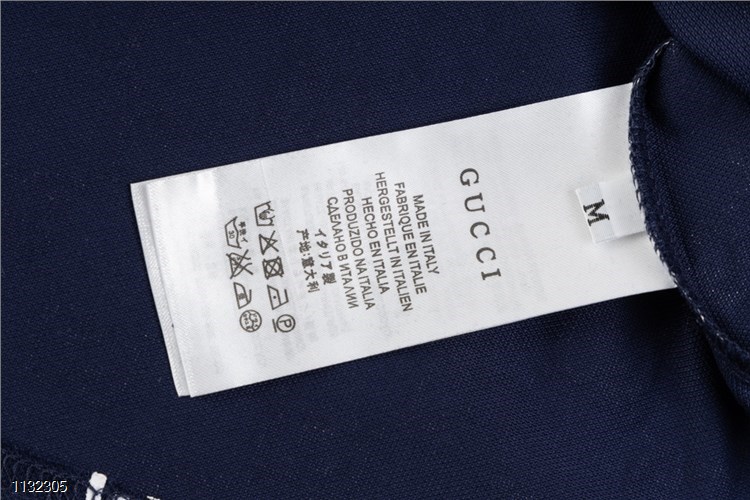 GUCCI
M
MADE IN ITALY
FABRIQUE EN ITALIE
HERGESTELLT IN ITALIEN
HECHO EN ITALIA
PRODUZIDO NA ITALIA
СДЕЛАНО В ИТАЛИИ
イタリア製
产地:意大利
P
1132305